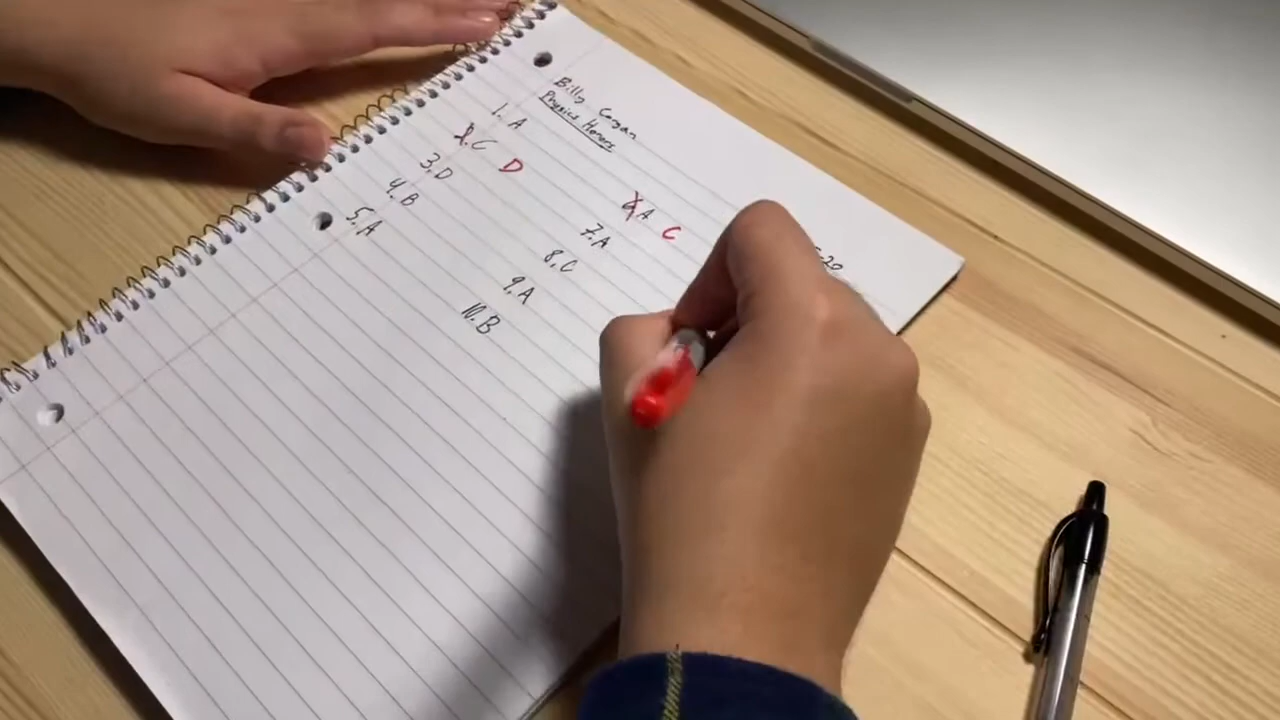 Billy Corgan
Physics Honors
1. A
2. C D
3. D
4. B
5. A
6. A C
7. A
8. C
9. A
10. B